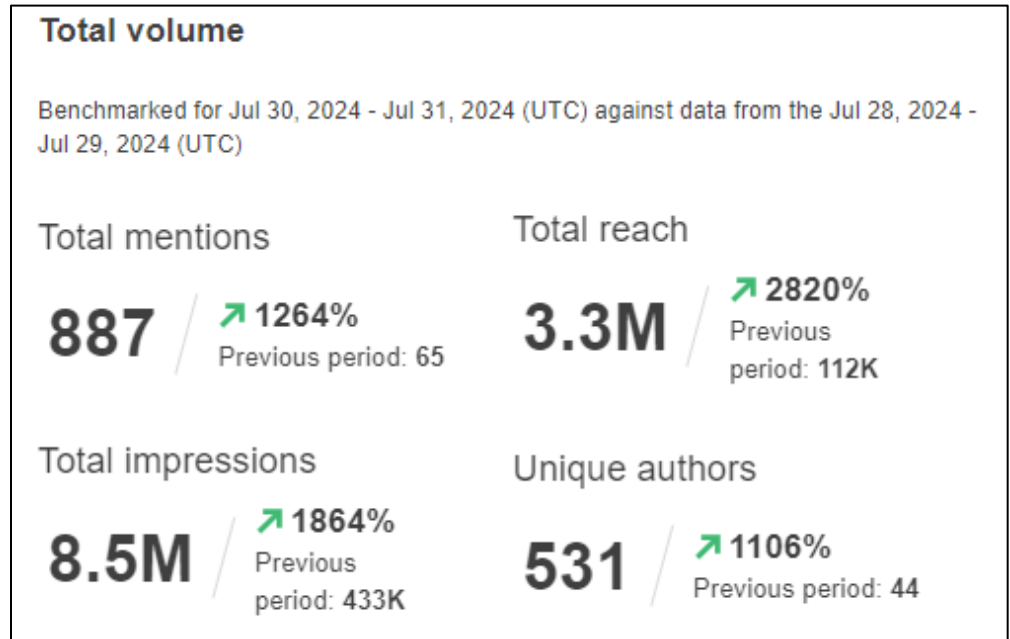 Total volume
Benchmarked for Jul 30, 2024 - Jul 31, 2024 (UTC) against data from the Jul 28, 2024 -
Jul 29, 2024 (UTC)
Total mentions
887
1264%
Previous period: 65
Total reach
3.3M
2820%
Previous
period: 112K
Total impressions
8.5M
1864%
Previous
period: 433K
Unique authors
531
1106%
Previous period: 44